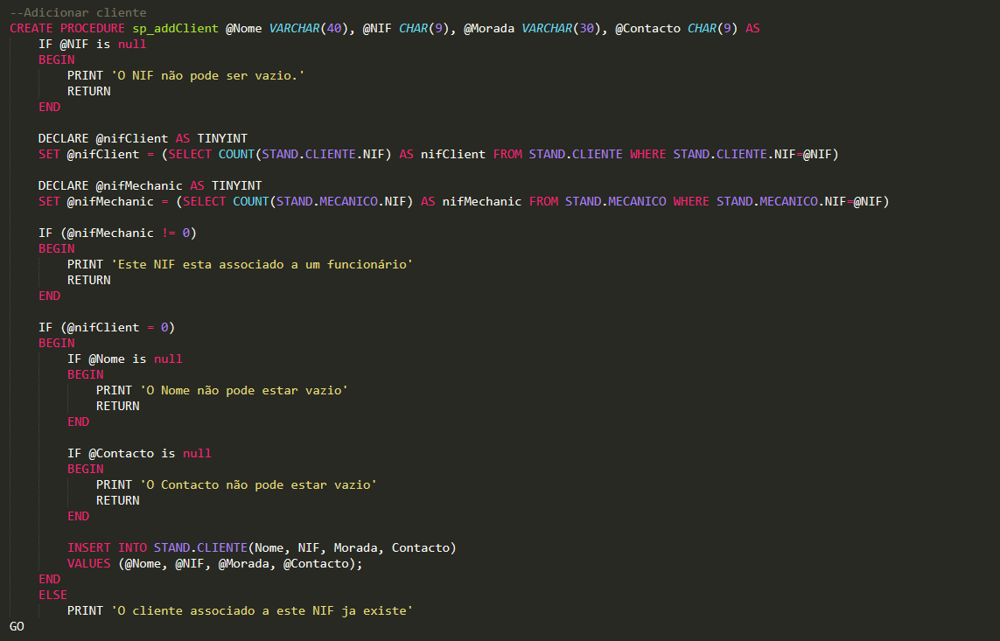 --Adicionar cliente
CREATE PROCEDURE sp_addClient @Nome VARCHAR(40), @NIF CHAR(9), @Morada VARCHAR(30), @Contacto CHAR(9) AS
    IF @NIF is null
    BEGIN
        PRINT 'O NIF não pode ser vazio.'
        RETURN
    END

    DECLARE @nifClient AS TINYINT
    SET @nifClient = (SELECT COUNT(STAND.CLIENTE.NIF) AS nifClient FROM STAND.CLIENTE WHERE STAND.CLIENTE.NIF=@NIF)

    DECLARE @nifMechanic AS TINYINT
    SET @nifMechanic = (SELECT COUNT(STAND.MECANICO.NIF) AS nifMechanic FROM STAND.MECANICO WHERE STAND.MECANICO.NIF=@NIF)

    IF (@nifMechanic != 0)
    BEGIN
        PRINT 'Este NIF esta associado a um funcionário'
        RETURN
    END

    IF (@nifClient = 0)
    BEGIN
        IF @Nome is null
        BEGIN
            PRINT 'O Nome não pode estar vazio'
            RETURN
        END

        IF @Contacto is null
        BEGIN
            PRINT 'O Contacto não pode estar vazio'
            RETURN
        END

        INSERT INTO STAND.CLIENTE(Nome, NIF, Morada, Contacto)
        VALUES (@Nome, @NIF, @Morada, @Contacto);
    END
    ELSE
        PRINT 'O cliente associado a este NIF ja existe'
GO